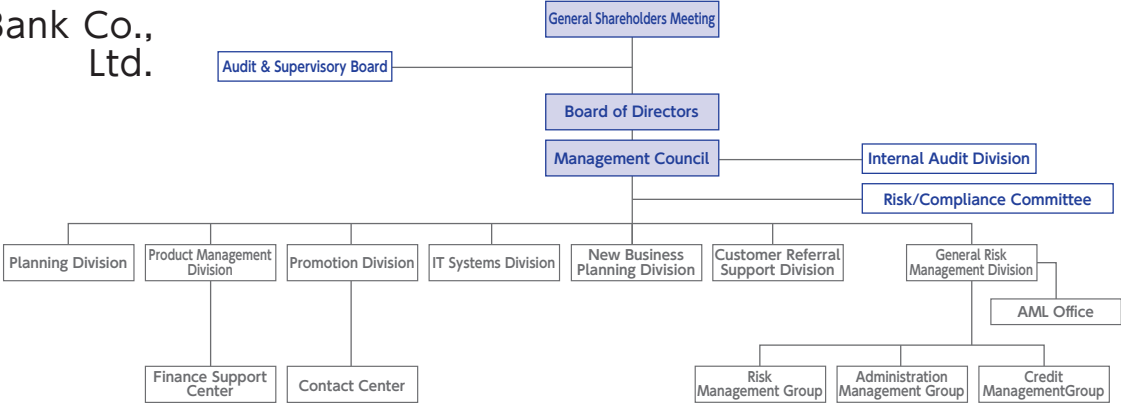 Bank Co.,
Ltd.
General Shareholders Meeting
Audit & Supervisory Board
Board of Directors
Management Council
Internal Audit Division
Risk/Compliance Committee
Planning Division
Product Management
Division
Promotion Division
IT Systems Division
New Business
Planning Division
Customer Referral
Support Division
General Risk
Management Division
AML Office
Finance Support
Center
Contact Center
Risk
Management Group
Administration
Management Group
Credit
ManagementGroup